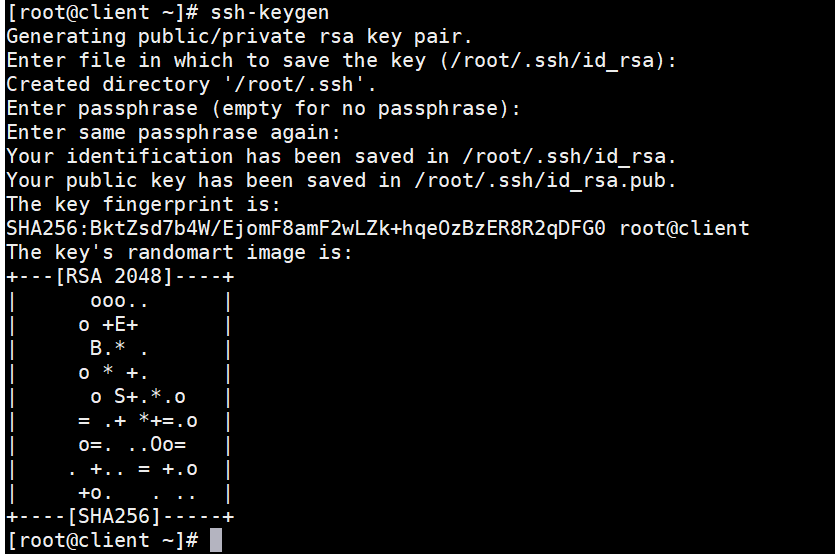 [root@client ~]# ssh-keygen
Generating public/private rsa key pair.
Enter file in which to save the key (/root/.ssh/id_rsa):
Created directory '/root/.ssh'.
Enter passphrase (empty for no passphrase):
Enter same passphrase again:
Your identification has been saved in /root/.ssh/id_rsa.
Your public key has been saved in /root/.ssh/id_rsa.pub.
The key fingerprint is:
SHA256:BktZsd7b4W/EjomF8amF2wLZk+hqeOzBzER8R2qDFG0 root@client
The key's randomart image is:
+---[RSA 2048]----+
|      ooo..      |
|     o +E+       |
|      B.* .      |
|     o * +.      |
|      o S+.*.o   |
|     = .+ *+=.o  |
|     o=. ..Oo=   |
|    . +.. = +.o  |
|     +o.   . ..  |
+----[SHA256]-----+
[root@client ~]#